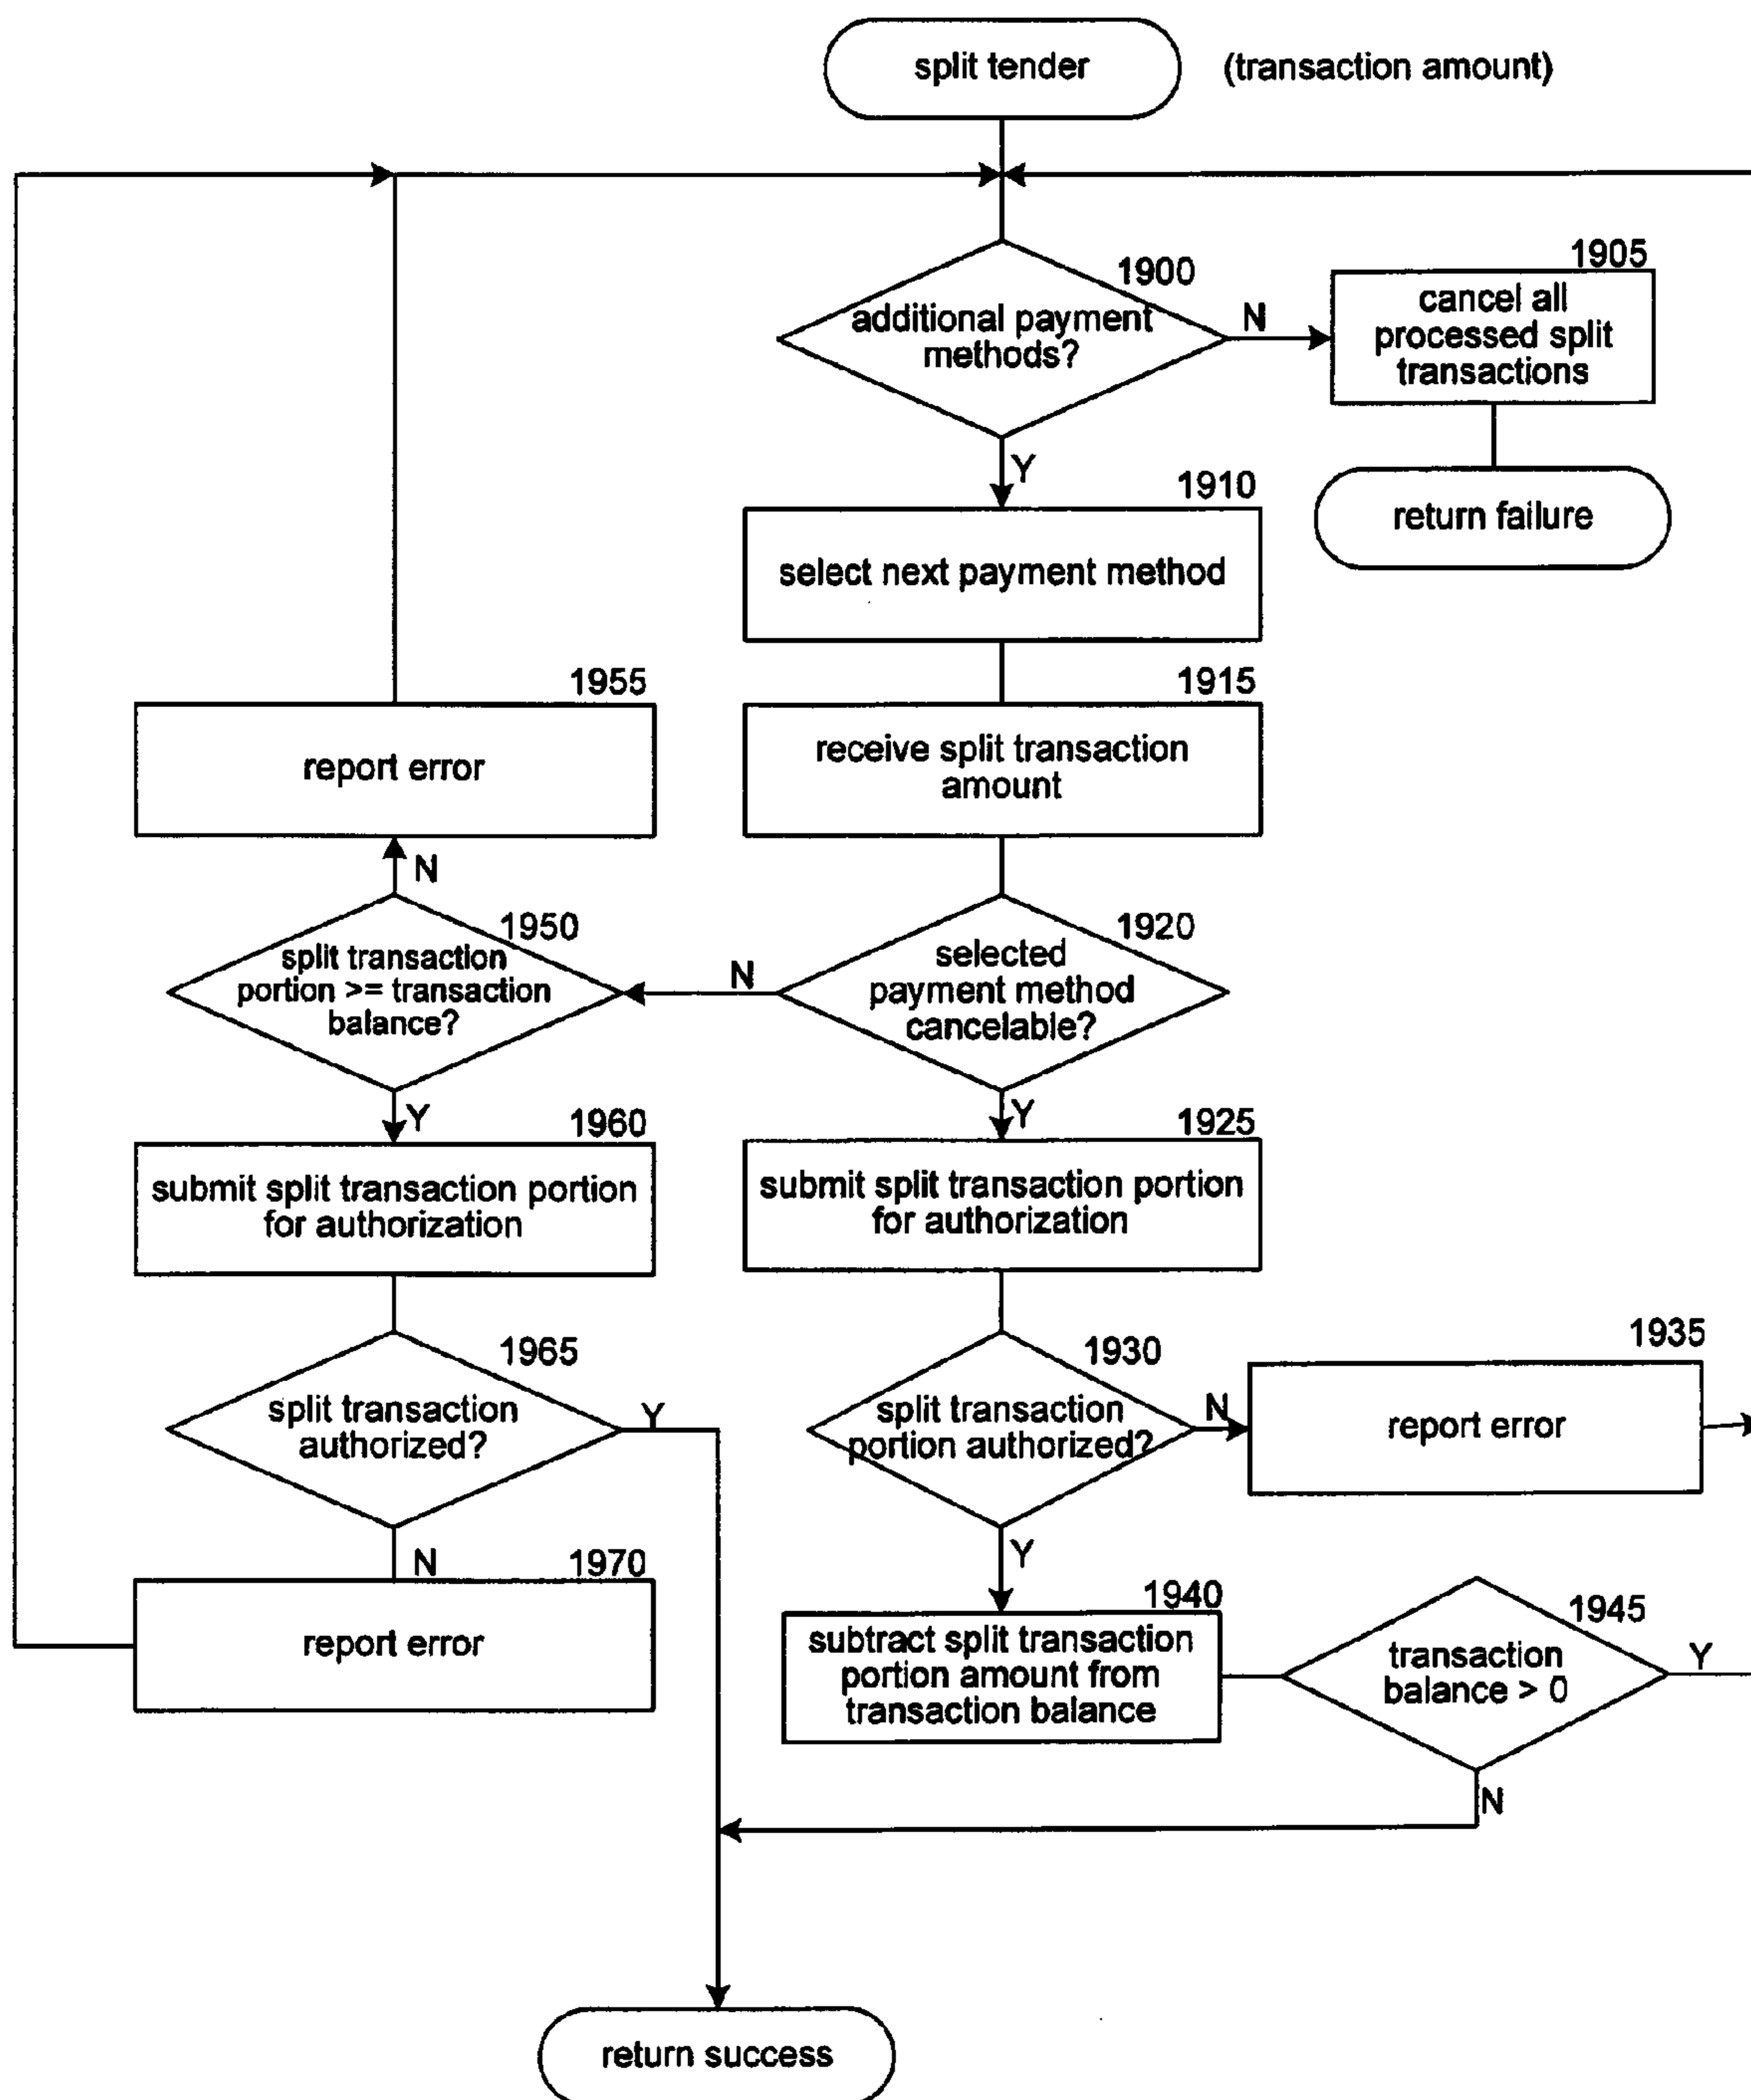 split tender
(transaction amount)
1900
additional payment
methods?
N
1905
cancel all
processed split
transactions
Y
return failure
1910
select next payment method
1955
report error
1915
receive split transaction
amount
N
1950
split transaction
portion >= transaction
balance?
N
1920
selected
payment method
cancelable?
Y
1960
submit split transaction portion
for authorization
Y
1925
submit split transaction portion
for authorization
1965
split transaction
authorized?
Y
1930
split transaction
portion authorized?
N
1935
report error
N
1970
report error
Y
1940
subtract split transaction
portion amount from
transaction balance
1945
transaction
balance > 0
Y
N
return success